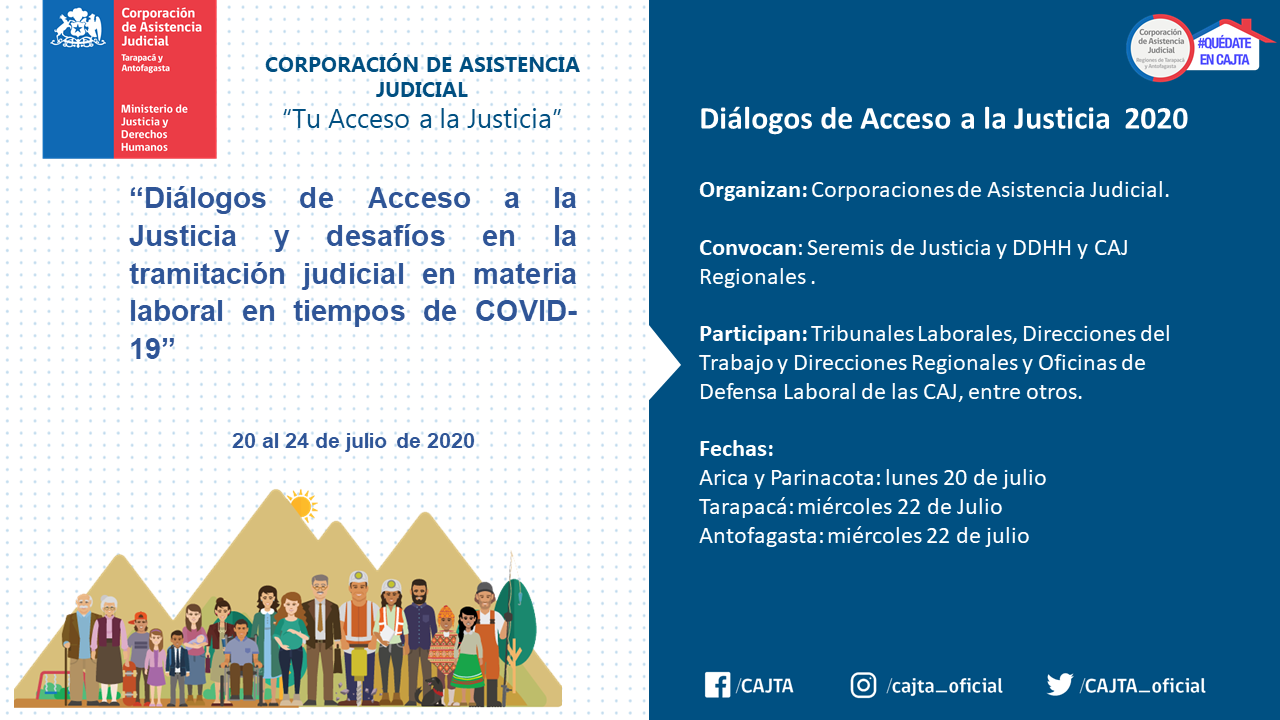 Corporación
de Asistencia
Judicial
Tarapacá y
Antofagasta
Ministerio de
Justicia y
Derechos
Humanos
CORPORACIÓN DE ASISTENCIA
JUDICIAL
“Tu Acceso a la Justicia”
“Diálogos de Acceso a la
Justicia y desafíos en la
tramitación judicial en materia
laboral en tiempos de COVID-
19”
20 al 24 de julio de 2020
Corporación
de Asistencia
Judicial
Regiones de Tarapacá
y Antofagasta
#QUÉDATE
EN CAJTA
Diálogos de Acceso a la Justicia 2020
Organizan: Corporaciones de Asistencia Judicial.
Convocan: Seremis de Justicia y DDHH y CAJ
Regionales .
Participan: Tribunales Laborales, Direcciones del
Trabajo y Direcciones Regionales y Oficinas de
Defensa Laboral de las CAJ, entre otros.
Fechas:
Arica y Parinacota: lunes 20 de julio
Tarapacá: miércoles 22 de Julio
Antofagasta: miércoles 22 de julio
/CAJTA
/cajta_oficial
/CAJTA_oficial